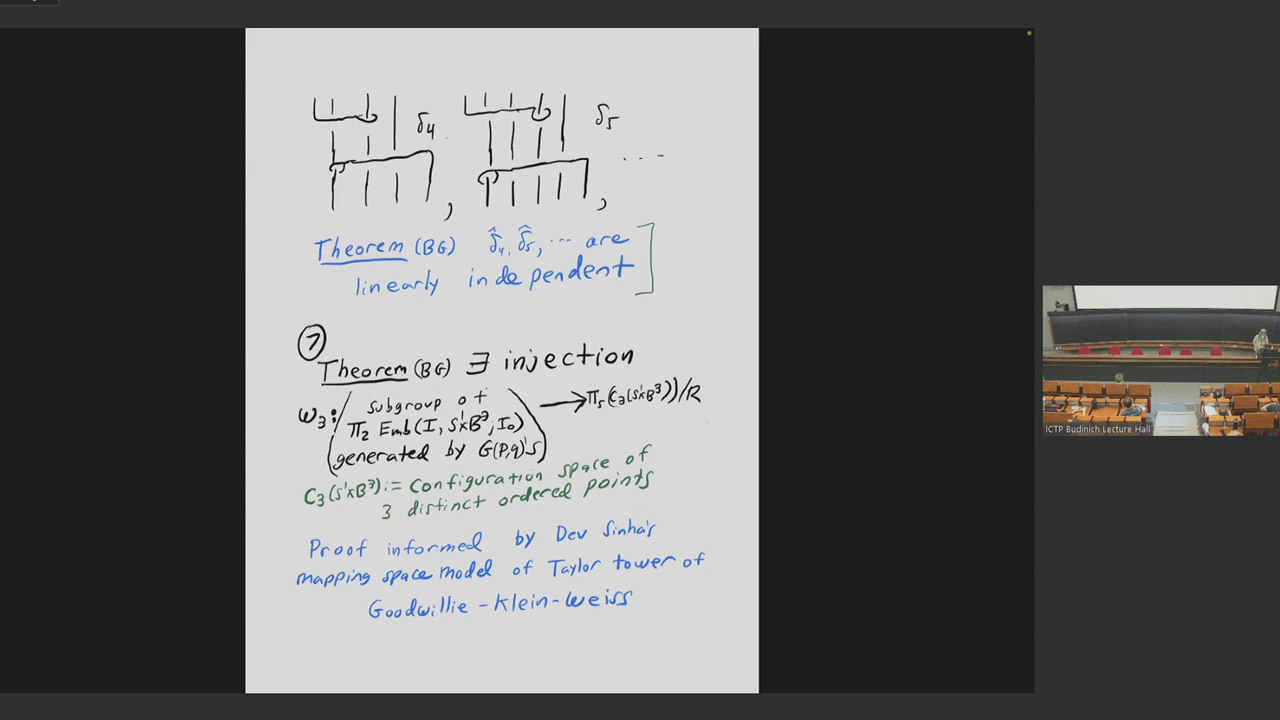 δ4
δ5
, , ....
Theorem (BG) δ̂4, δ̂5, ... are
linearly independent
7
Theorem (BG) ∃ injection
ω3: ( subgroup of
π2 Emb(I, S¹×B³; I0)
generated by G(p,q)'s ) → π5(C3(S¹×B³))/R
C3(S¹×B³) := configuration space of
3 distinct ordered points
Proof informed by Dev Sinha's
mapping space model of Taylor tower of
Goodwillie-Klein-Weiss
ICTP Budinich Lecture Hall